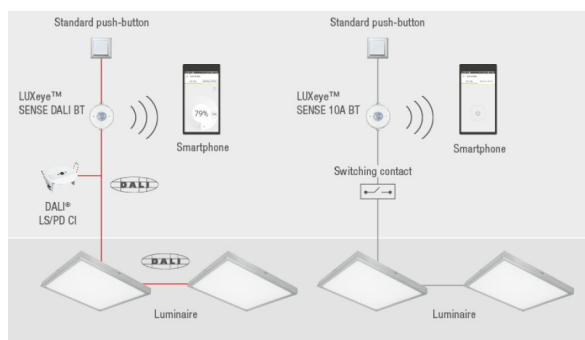 Standard push-button
LUXeye™
SENSE DALI BT
79%
Smartphone
DALI
DALI®
LS/PD CI
DALI
Luminaire
Standard push-button
LUXeye™
SENSE 10A BT
Smartphone
Switching contact
Luminaire